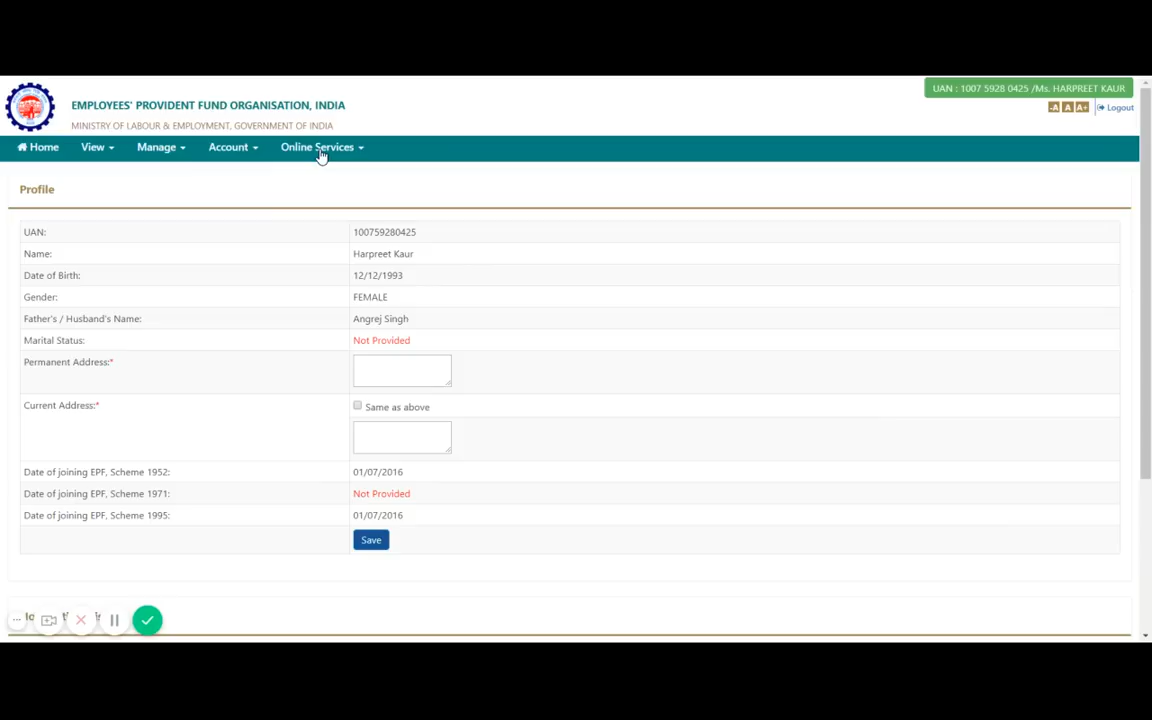 UAN : 1007 5928 0425 /Ms. HARPREET KAUR
EMPLOYEES' PROVIDENT FUND ORGANISATION, INDIA
-A A A+ Logout
MINISTRY OF LABOUR & EMPLOYMENT, GOVERNMENT OF INDIA
Home View Manage Account Online Services
Profile
UAN: 100759280425
Name: Harpreet Kaur
Date of Birth: 12/12/1993
Gender: FEMALE
Father's / Husband's Name: Angrej Singh
Marital Status: Not Provided
Permanent Address:*
Current Address:* Same as above
Date of joining EPF, Scheme 1952: 01/07/2016
Date of joining EPF, Scheme 1971: Not Provided
Date of joining EPF, Scheme 1995: 01/07/2016
Save